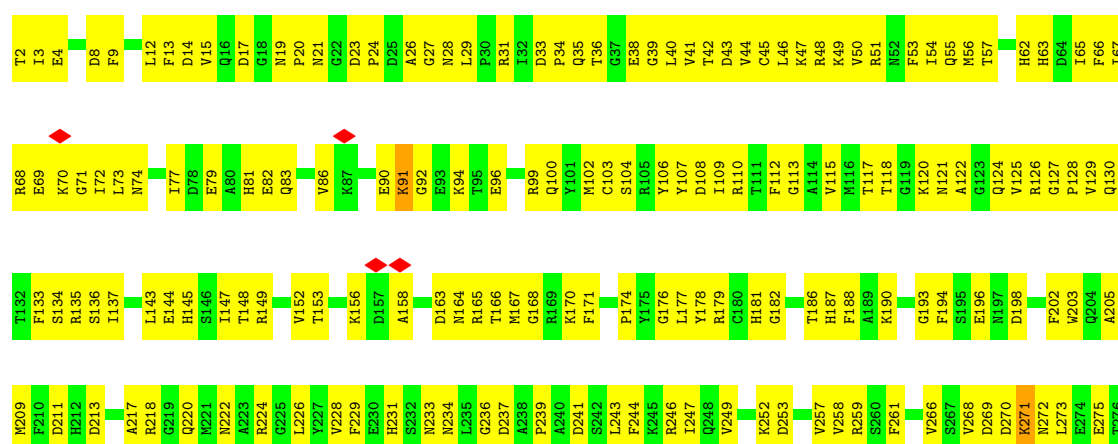 T2 I3 E4 D8 F9 L12 F13 D14 V15 Q16 D17 G18 N19 P20 N21 G22 D23 P24 D25 A26 G27 N28 L29 P30 R31 I32 D33 P34 Q35 T36 G37 E38 G39 L40 V41 T42 D43 V44 C45 L46 K47 R48 K49 V50 R51 N52 F53 I54 Q55 M56 T57 H62 H63 D64 I65 F66
R68 E69 K70 G71 I72 L73 N74 I77 D78 E79 A80 H81 E82 Q83 V86 K87 E90 K91 G92 E93 K94 T95 E96 R99 Q100 Y101 M102 C103 S104 R105 Y106 Y107 D108 I109 R110 T111 F112 G113 A114 V115 M116 T117 T118 G119 K120 N121 A122 G123 Q124 V125 R126 G127 P128 V129 Q130
T132 F133 S134 R135 S136 I137 L143 E144 H145 S146 I147 T148 R149 V152 T153 K156 D157 A158 D163 N164 R165 T166 M167 G168 R169 K170 F171 P174 Y175 G176 L177 Y178 R179 C180 H181 G182 T186 H187 F188 A189 K190 G193 F194 S195 E196 N197 D198 F202 W203 Q204 A205
M209 F210 D211 H212 D213 A217 R218 G219 Q220 M221 N222 A223 R224 G225 L226 Y227 V228 F229 E230 H231 S232 N233 N234 L235 G236 D237 A238 P239 A240 D241 S242 L243 F244 K245 R246 I247 Q248 V249 K252 D253 V257 V258 R259 S260 F261 V266 S267 V268 D269 D270 K271 N272 L273 E274 E275